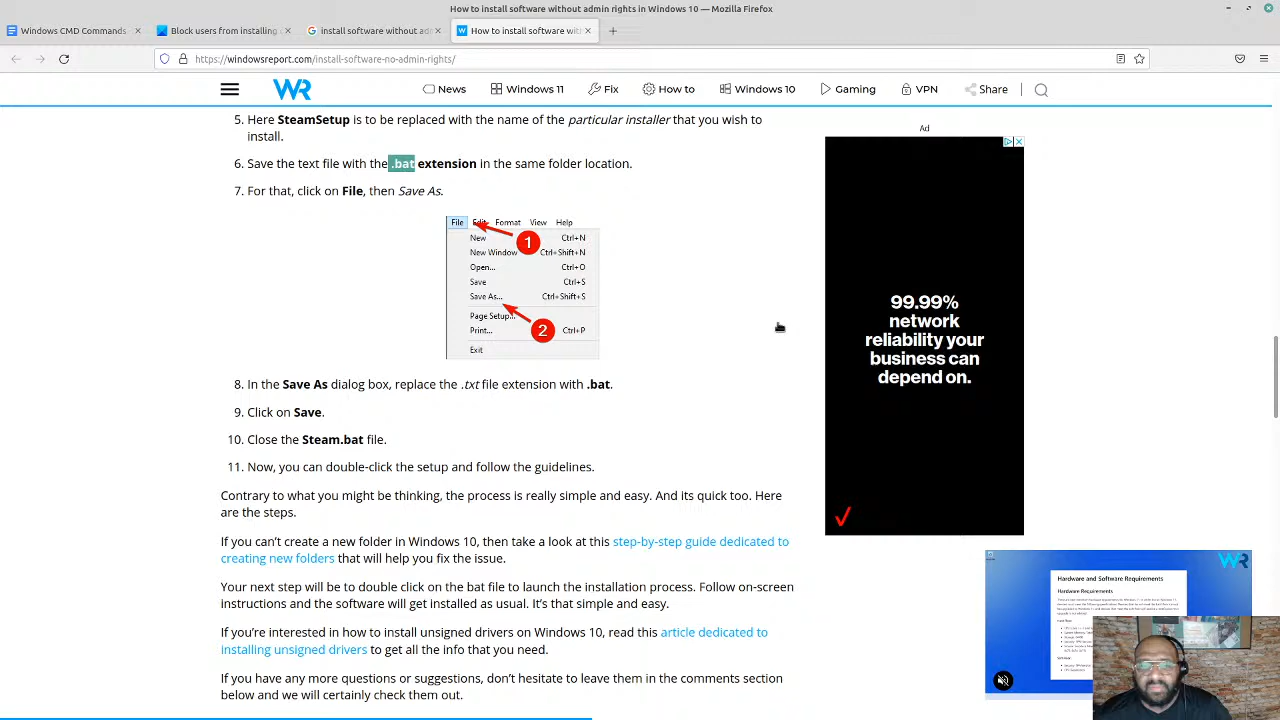 How to install software without admin rights in Windows 10 — Mozilla Firefox
Windows CMD Commands
Block users from installing
install software without ad
How to install software wit
https://windowsreport.com/install-software-no-admin-rights/
WR
News
Windows 11
Fix
How to
Windows 10
Gaming
VPN
Share
5. Here SteamSetup is to be replaced with the name of the particular installer that you wish to
install.
6. Save the text file with the .bat extension in the same folder location.
7. For that, click on File, then Save As.
File Edit Format View Help
New Ctrl+N
New Window Ctrl+Shift+N
Open... Ctrl+O
Save Ctrl+S
Save As... Ctrl+Shift+S
Page Setup...
Print... Ctrl+P
Exit
1
2
8. In the Save As dialog box, replace the .txt file extension with .bat.
9. Click on Save.
10. Close the Steam.bat file.
11. Now, you can double-click the setup and follow the guidelines.
Contrary to what you might be thinking, the process is really simple and easy. And its quick too. Here
are the steps.
If you can't create a new folder in Windows 10, then take a look at this step-by-step guide dedicated to
creating new folders that will help you fix the issue.
Your next step will be to double click on the bat file to launch the installation process. Follow on-screen
instructions and the software will get installed as usual. It's that simple and easy.
If you're interested in how to install unsigned drivers on Windows 10, read this article dedicated to
installing unsigned drivers to get all the info that you need.
If you have any more questions or suggestions, dont hesitate to leave them in the comments section
below and we will certainly check them out.
Ad
99.99%
network
reliability your
business can
depend on.
WR
Hardware and Software Requirements
Hardware Requirements